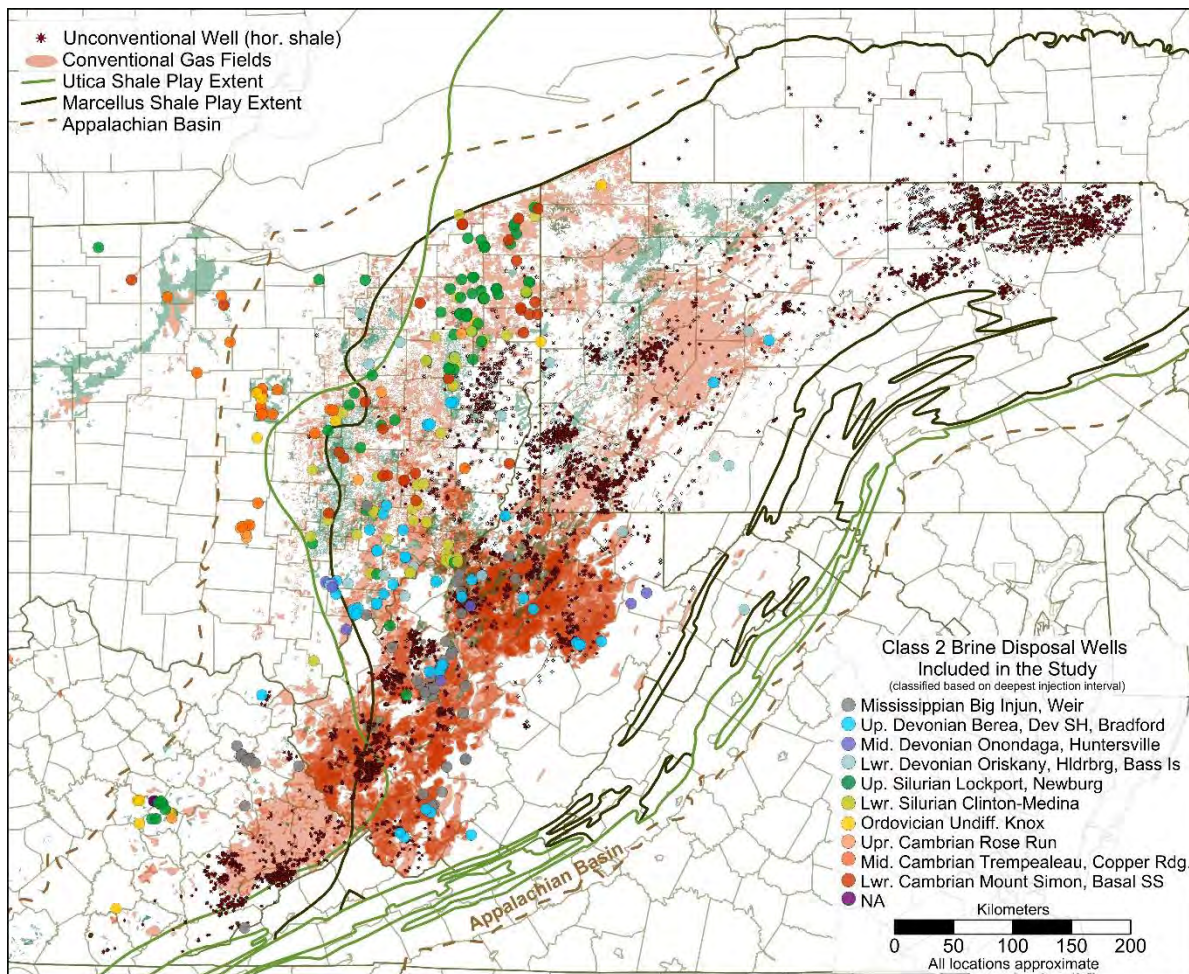 Unconventional Well (hor. shale)
Conventional Gas Fields
Utica Shale Play Extent
Marcellus Shale Play Extent
Appalachian Basin
Appalachian Basin
Class 2 Brine Disposal Wells
Included in the Study
(classified based on deepest injection interval)
Mississippian Big Injun, Weir
Up. Devonian Berea, Dev SH, Bradford
Mid. Devonian Onondaga, Huntersville
Lwr. Devonian Oriskany, Hldrbrg, Bass Is
Up. Silurian Lockport, Newburg
Lwr. Silurian Clinton-Medina
Ordovician Undiff. Knox
Upr. Cambrian Rose Run
Mid. Cambrian Trempealeau, Copper Rdg.
Lwr. Cambrian Mount Simon, Basal SS
NA
Kilometers
0 50 100 150 200
All locations approximate